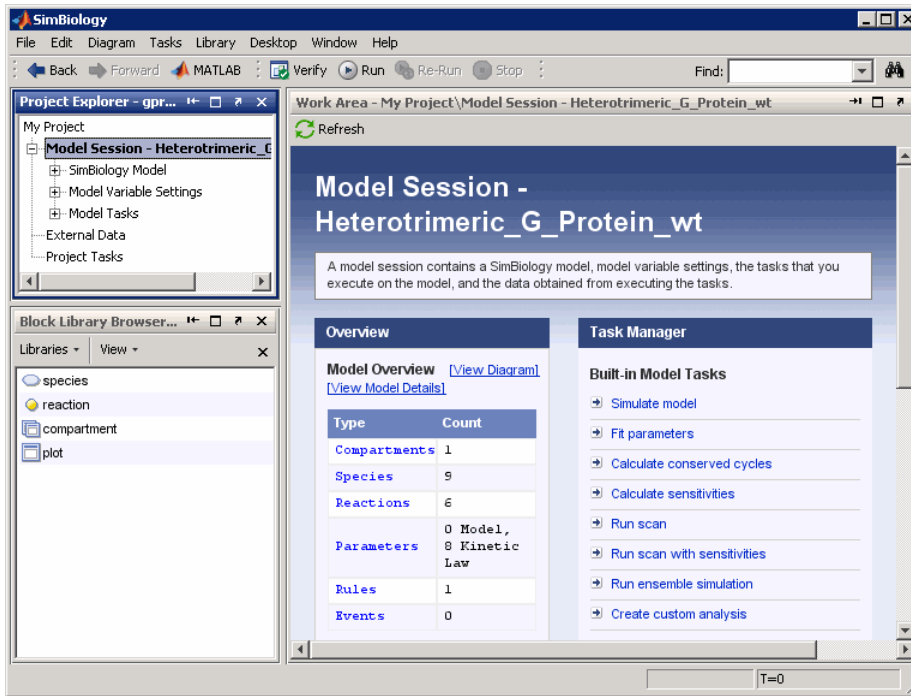 SimBiology
File Edit Diagram Tasks Library Desktop Window Help
Back Forward MATLAB Verify Run Re-Run Stop Find:
Project Explorer - gpr...
My Project
Model Session - Heterotrimeric_G
SimBiology Model
Model Variable Settings
Model Tasks
External Data
Project Tasks
Block Library Browser...
Libraries View
species
reaction
compartment
plot
Work Area - My Project\Model Session - Heterotrimeric_G_Protein_wt
Refresh
Model Session -
Heterotrimeric_G_Protein_wt
A model session contains a SimBiology model, model variable settings, the tasks that you
execute on the model, and the data obtained from executing the tasks.
Overview
Model Overview [View Diagram]
[View Model Details]
Type Count
Compartments 1
Species 9
Reactions 6
Parameters 0 Model,
8 Kinetic
Law
Rules 1
Events 0
Task Manager
Built-in Model Tasks
Simulate model
Fit parameters
Calculate conserved cycles
Calculate sensitivities
Run scan
Run scan with sensitivities
Run ensemble simulation
Create custom analysis
T=0